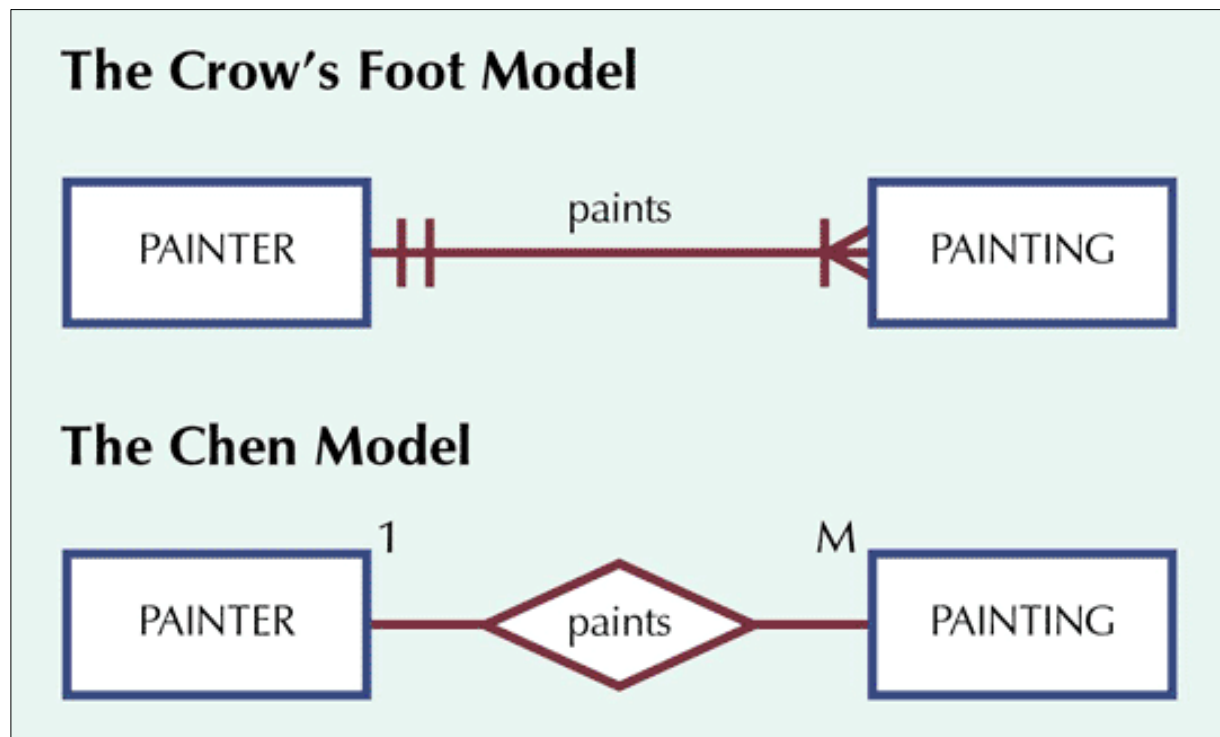 The Crow's Foot Model
paints
PAINTER
PAINTING
The Chen Model
1
M
PAINTER
paints
PAINTING